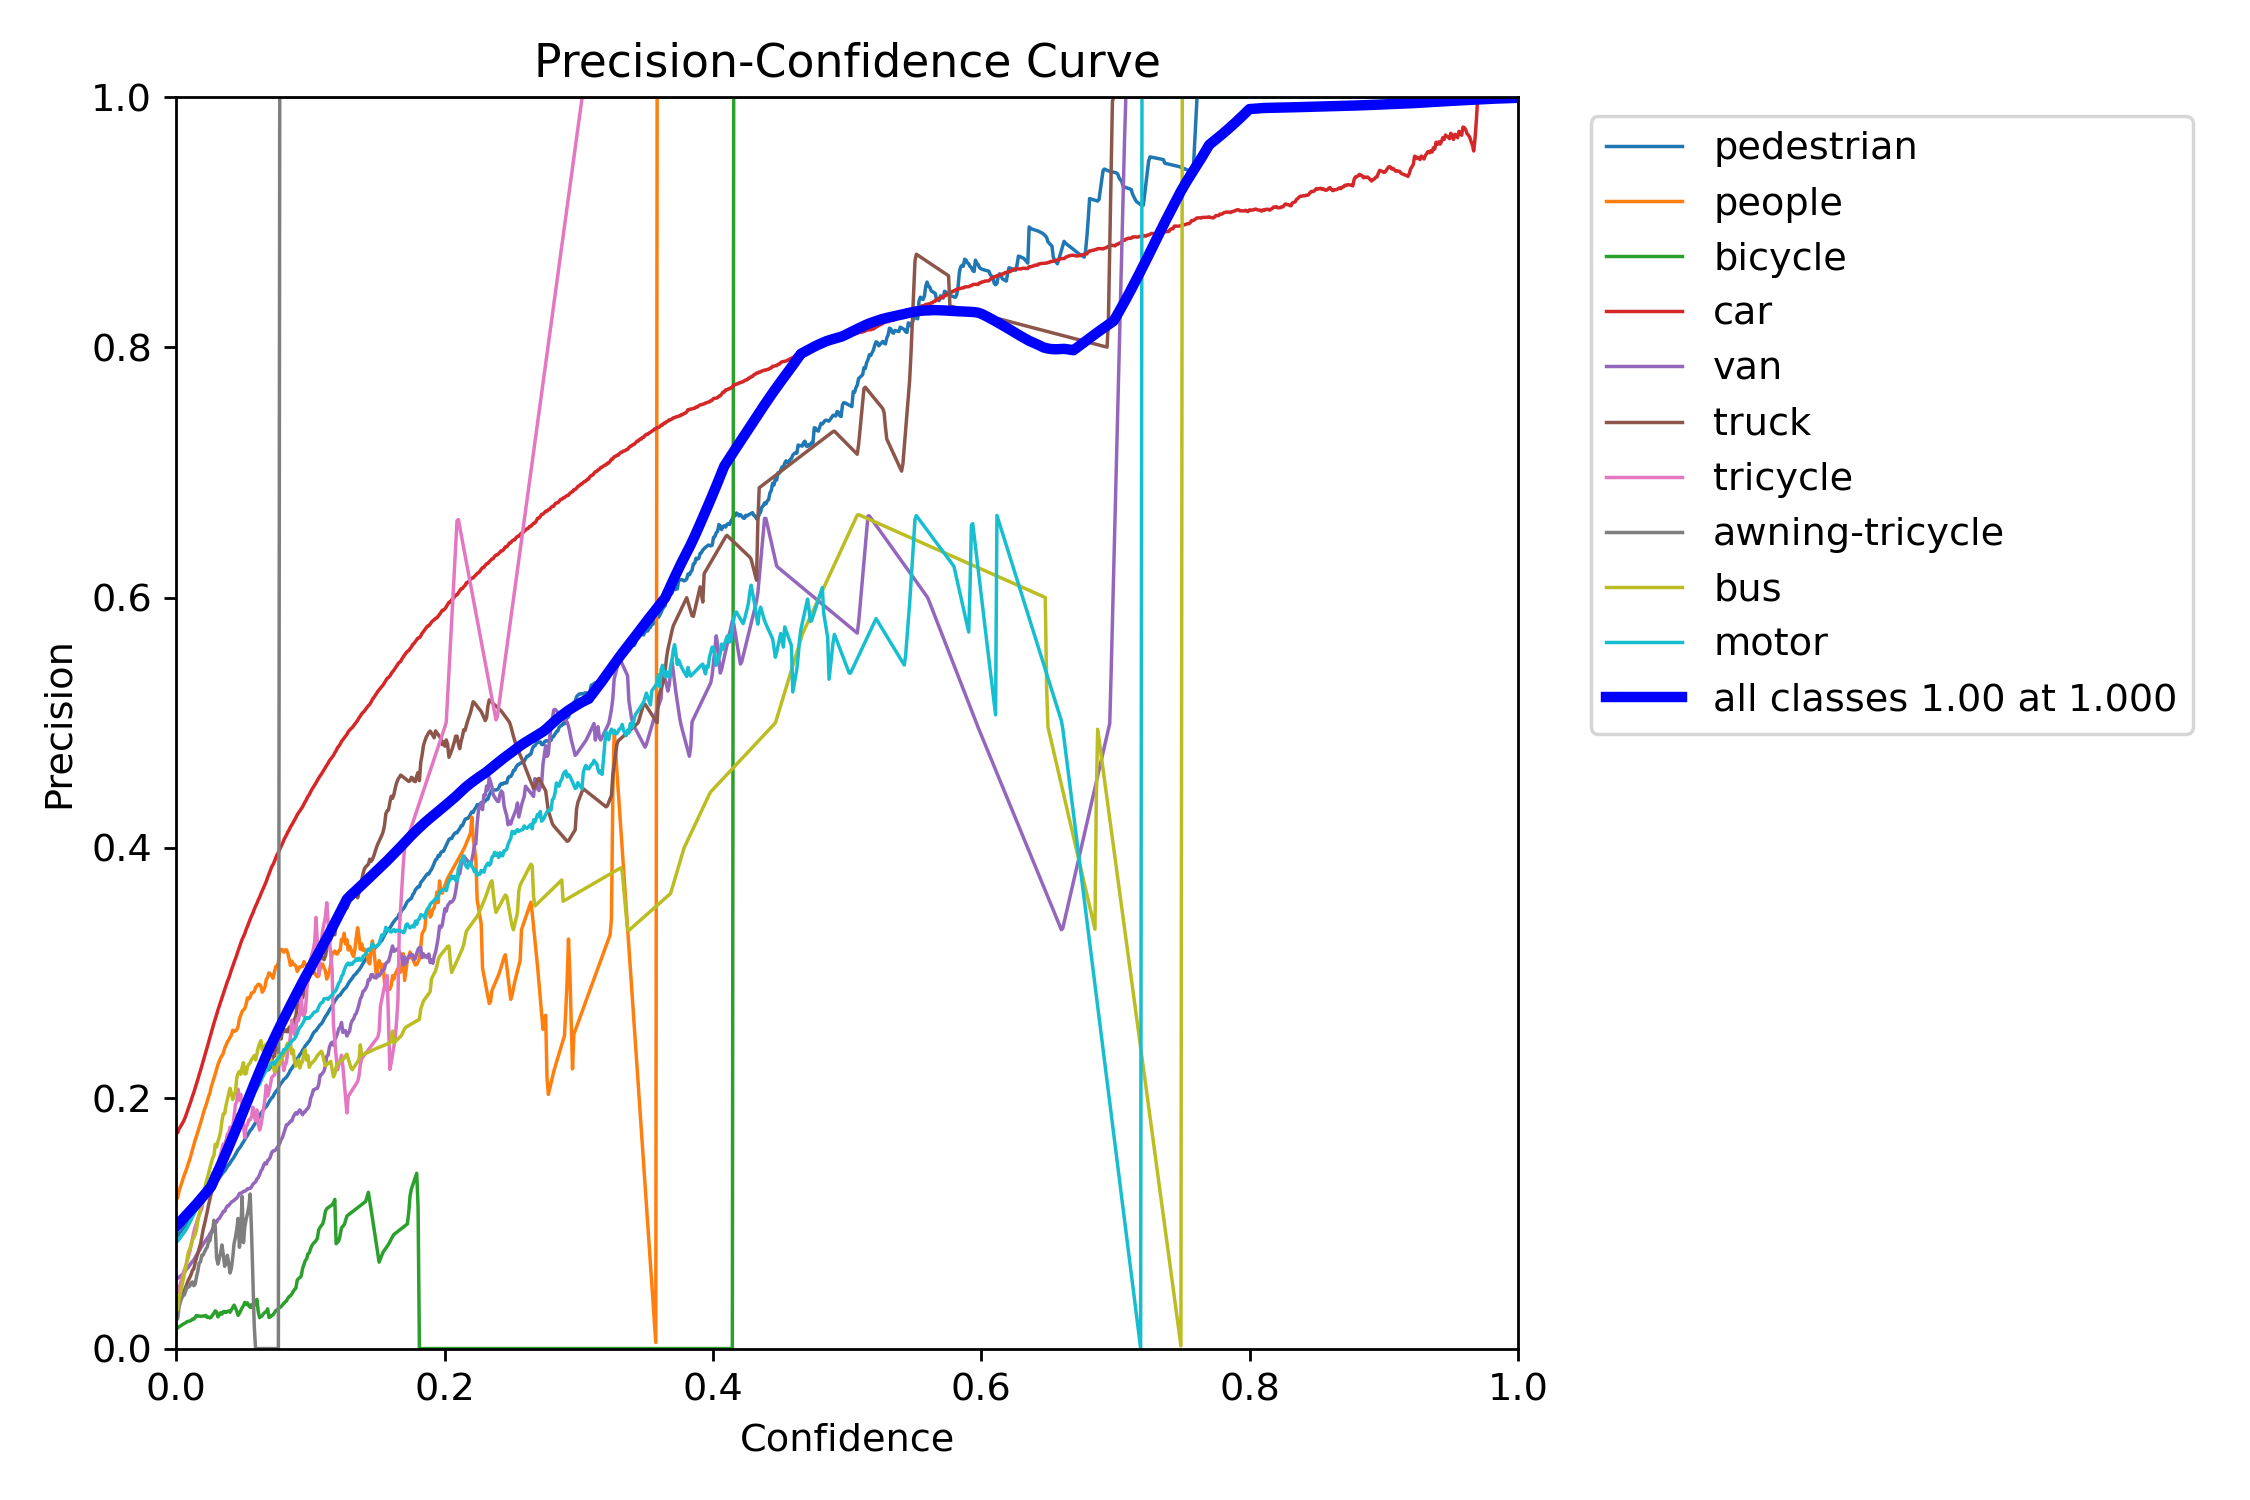 Precision-Confidence Curve
1.0
0.8
0.6
0.4
0.2
0.0
Precision
0.0 0.2 0.4 0.6 0.8 1.0
Confidence
pedestrian
people
bicycle
car
van
truck
tricycle
awning-tricycle
bus
motor
all classes 1.00 at 1.000